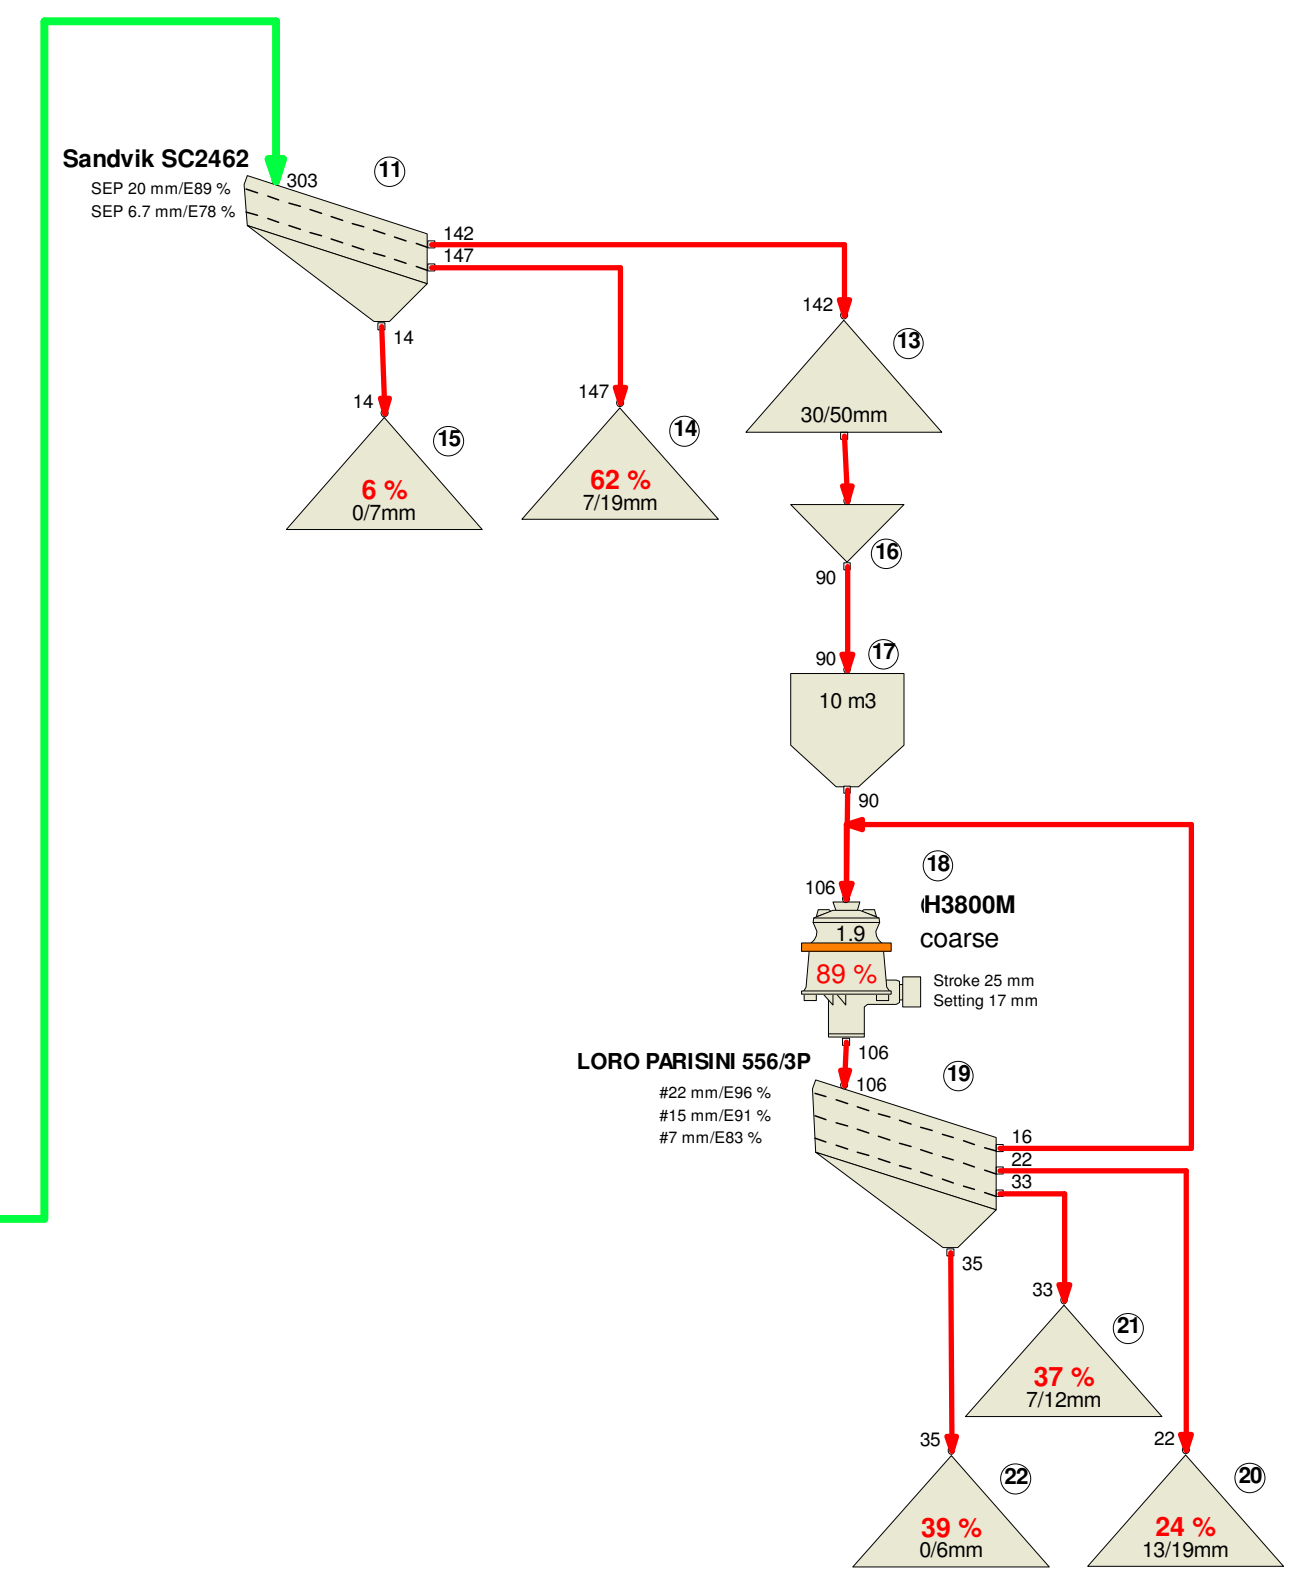 Sandvik SC2462
11
SEP 20 mm/E89 %
303
SEP 6.7 mm/E78 %
142
147
142
13
14
30/50mm
147
14
14
15
62 %
7/19mm
6 %
0/7mm
16
90
90
17
10 m3
90
18
106
H3800M
1.9
coarse
89 %
Stroke 25 mm
Setting 17 mm
106
LORO PARISINI 556/3P
19
106
#22 mm/E96 %
#15 mm/E91 %
#7 mm/E83 %
16
22
33
35
33
21
37 %
7/12mm
35
22
22
20
39 %
0/6mm
24 %
13/19mm